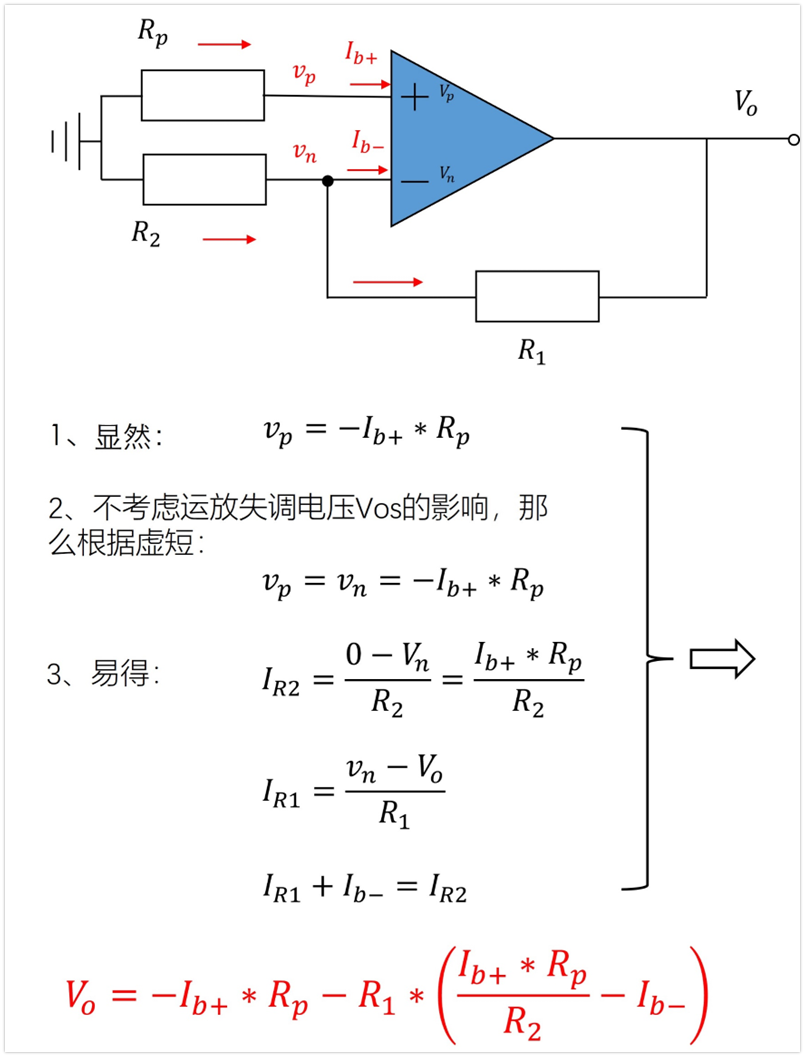 R_p
I_{b+}
v_p
V_p
V_o
I_{b-}
v_n
V_n
R_2
R_1
1、显然： v_p = −I_{b+} * R_p
2、不考虑运放失调电压Vos的影响，那
么根据虚短：
v_p = v_n = −I_{b+} * R_p
3、易得： I_{R2} = \frac{0 − V_n}{R_2} = \frac{I_{b+} * R_p}{R_2}
I_{R1} = \frac{v_n − V_o}{R_1}
I_{R1} + I_{b−} = I_{R2}
V_o = −I_{b+} * R_p − R_1 * (\frac{I_{b+} * R_p}{R_2} − I_{b−})